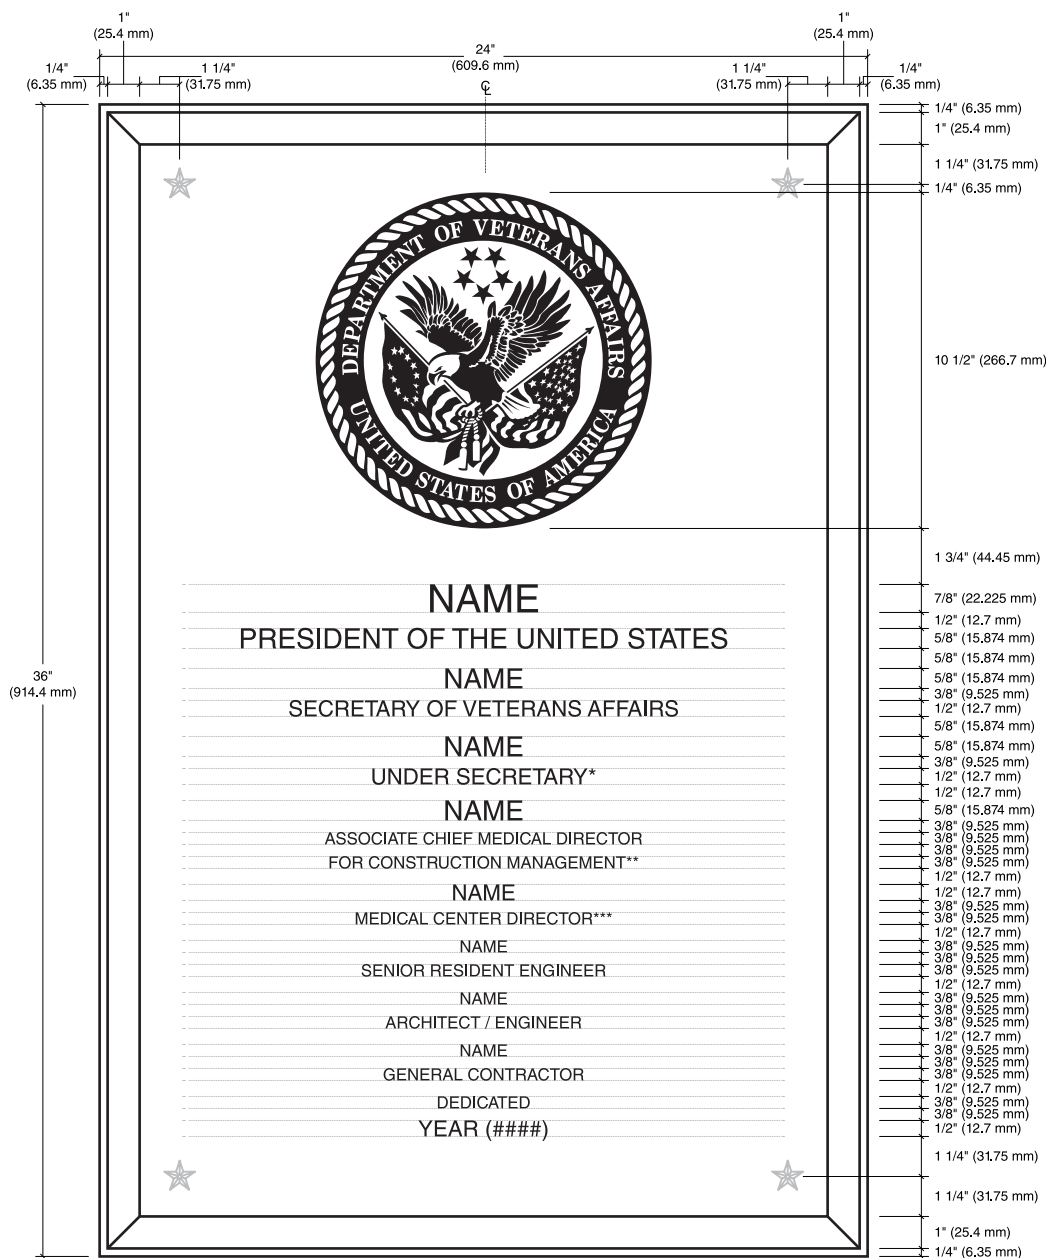 1"
(25.4 mm)
1"
(25.4 mm)
24"
(609.6 mm)
1/4"
(6.35 mm)
1 1/4"
(31.75 mm)
1 1/4"
(31.75 mm)
1/4"
(6.35 mm)
CL
1/4" (6.35 mm)
1" (25.4 mm)
1 1/4" (31.75 mm)
1/4" (6.35 mm)
DEPARTMENT OF VETERANS AFFAIRS
UNITED STATES OF AMERICA
10 1/2" (266.7 mm)
1 3/4" (44.45 mm)
36"
(914.4 mm)
NAME
PRESIDENT OF THE UNITED STATES
NAME
SECRETARY OF VETERANS AFFAIRS
NAME
UNDER SECRETARY*
NAME
ASSOCIATE CHIEF MEDICAL DIRECTOR
FOR CONSTRUCTION MANAGEMENT**
NAME
MEDICAL CENTER DIRECTOR***
NAME
SENIOR RESIDENT ENGINEER
NAME
ARCHITECT / ENGINEER
NAME
GENERAL CONTRACTOR
DEDICATED
YEAR (####)
7/8" (22.225 mm)
1/2" (12.7 mm)
5/8" (15.874 mm)
5/8" (15.874 mm)
5/8" (15.874 mm)
3/8" (9.525 mm)
1/2" (12.7 mm)
5/8" (15.874 mm)
5/8" (15.874 mm)
3/8" (9.525 mm)
1/2" (12.7 mm)
1/2" (12.7 mm)
5/8" (15.874 mm)
3/8" (9.525 mm)
3/8" (9.525 mm)
3/8" (9.525 mm)
3/8" (9.525 mm)
1/2" (12.7 mm)
1/2" (12.7 mm)
3/8" (9.525 mm)
3/8" (9.525 mm)
1/2" (12.7 mm)
3/8" (9.525 mm)
3/8" (9.525 mm)
3/8" (9.525 mm)
1/2" (12.7 mm)
3/8" (9.525 mm)
3/8" (9.525 mm)
3/8" (9.525 mm)
1/2" (12.7 mm)
3/8" (9.525 mm)
3/8" (9.525 mm)
3/8" (9.525 mm)
1/2" (12.7 mm)
3/8" (9.525 mm)
3/8" (9.525 mm)
1/2" (12.7 mm)
1 1/4" (31.75 mm)
1 1/4" (31.75 mm)
1" (25.4 mm)
1/4" (6.35 mm)